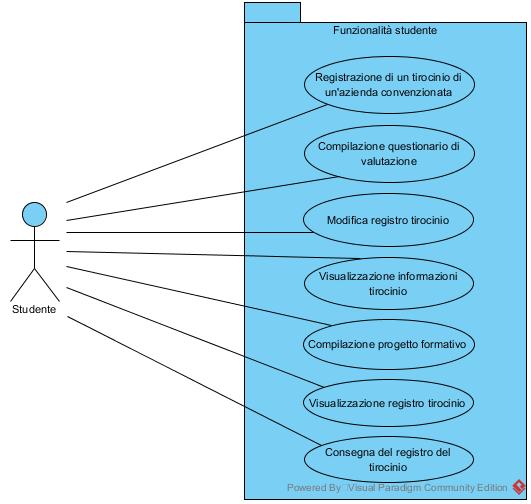 Funzionalità studente
Registrazione di un tirocinio di
un'azienda convenzionata
Compilazione questionario di
valutazione
Modifica registro tirocinio
Visualizzazione informazioni
tirocinio
Studente
Compilazione progetto formativo
Visualizzazione registro tirocinio
Consegna del registro del
tirocinio
Powered By Visual Paradigm Community Edition